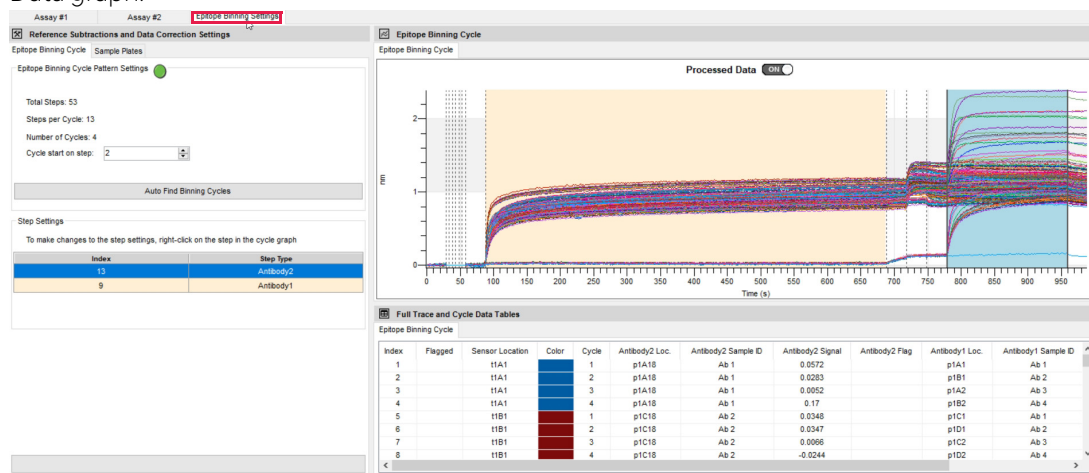 Data graph.
Assay #1 Assay #2 Epitope Binning Settings
Reference Subtractions and Data Correction Settings
Epitope Binning Cycle Sample Plates
Epitope Binning Cycle Pattern Settings
Total Steps: 53
Steps per Cycle: 13
Number of Cycles: 4
Cycle start on step: 2
Auto Find Binning Cycles
Step Settings
To make changes to the step settings, right-click on the step in the cycle graph
Index Step Type
13 Antibody2
9 Antibody1
Epitope Binning Cycle
Epitope Binning Cycle
Processed Data ON
2
1
0
nm
0 50 100 150 200 250 300 350 400 450 500 550 600 650 700 750 800 850 900 950
Time (s)
Full Trace and Cycle Data Tables
Epitope Binning Cycle
Index Flagged Sensor Location Color Cycle Antibody2 Loc. Antibody2 Sample ID Antibody2 Signal Antibody2 Flag Antibody1 Loc. Antibody1 Sample ID
1 t1A1 1 p1A18 Ab 1 0.0572 p1A1 Ab 1
2 t1A1 2 p1A18 Ab 1 0.0283 p1B1 Ab 2
3 t1A1 3 p1A18 Ab 1 0.0052 p1A2 Ab 3
4 t1A1 4 p1A18 Ab 1 0.17 p1B2 Ab 4
5 t1B1 1 p1C18 Ab 2 0.0348 p1C1 Ab 1
6 t1B1 2 p1C18 Ab 2 0.0347 p1D1 Ab 2
7 t1B1 3 p1C18 Ab 2 0.0066 p1C2 Ab 3
8 t1B1 4 p1C18 Ab 2 -0.0244 p1D2 Ab 4